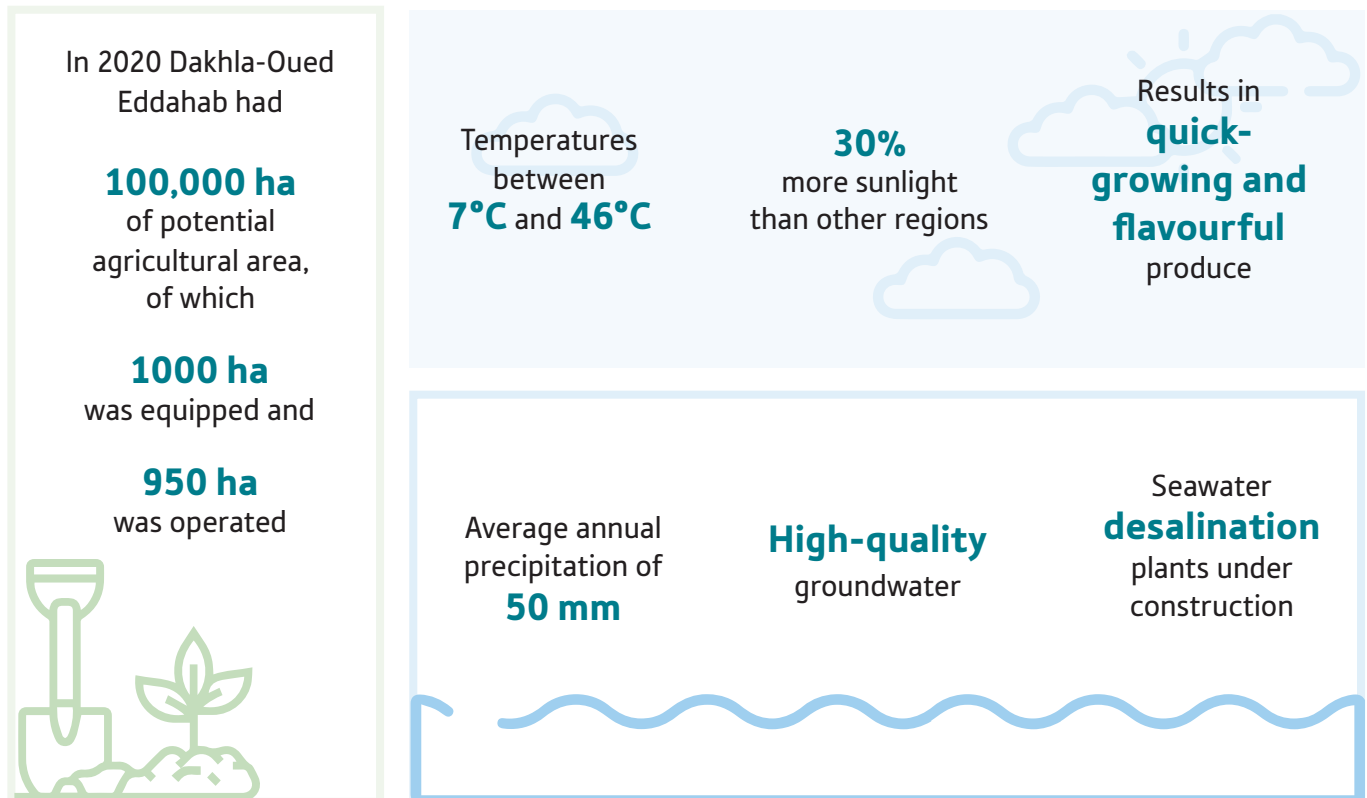 In 2020 Dakhla-Oued
Eddahab had
100,000 ha
of potential
agricultural area,
of which
1000 ha
was equipped and
950 ha
was operated
Temperatures
between
7°C and 46°C
30%
more sunlight
than other regions
Results in
quick-
growing and
flavourful
produce
Average annual
precipitation of
50 mm
High-quality
groundwater
Seawater
desalination
plants under
construction